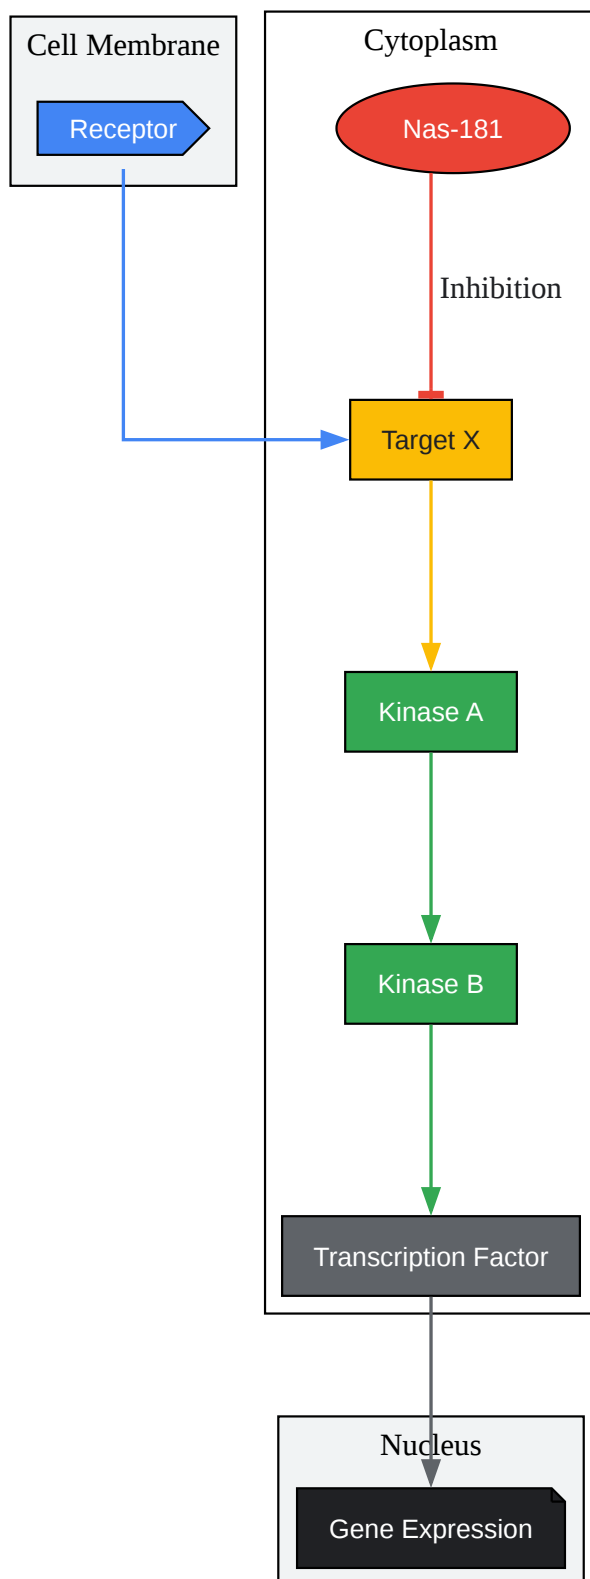 Cell Membrane
Receptor
Cytoplasm
Nas-181
Inhibition
Target X
Kinase A
Kinase B
Transcription Factor
Nucleus
Gene Expression